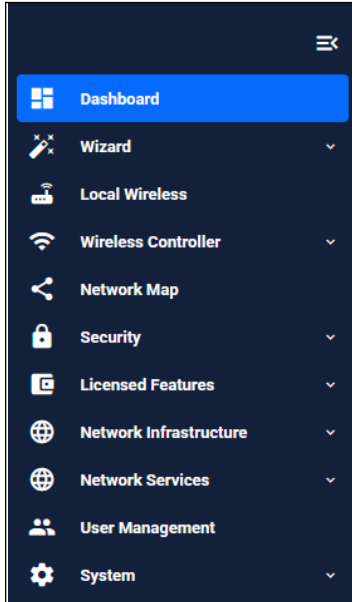 Dashboard
Wizard
Local Wireless
Wireless Controller
Network Map
Security
Licensed Features
Network Infrastructure
Network Services
User Management
System